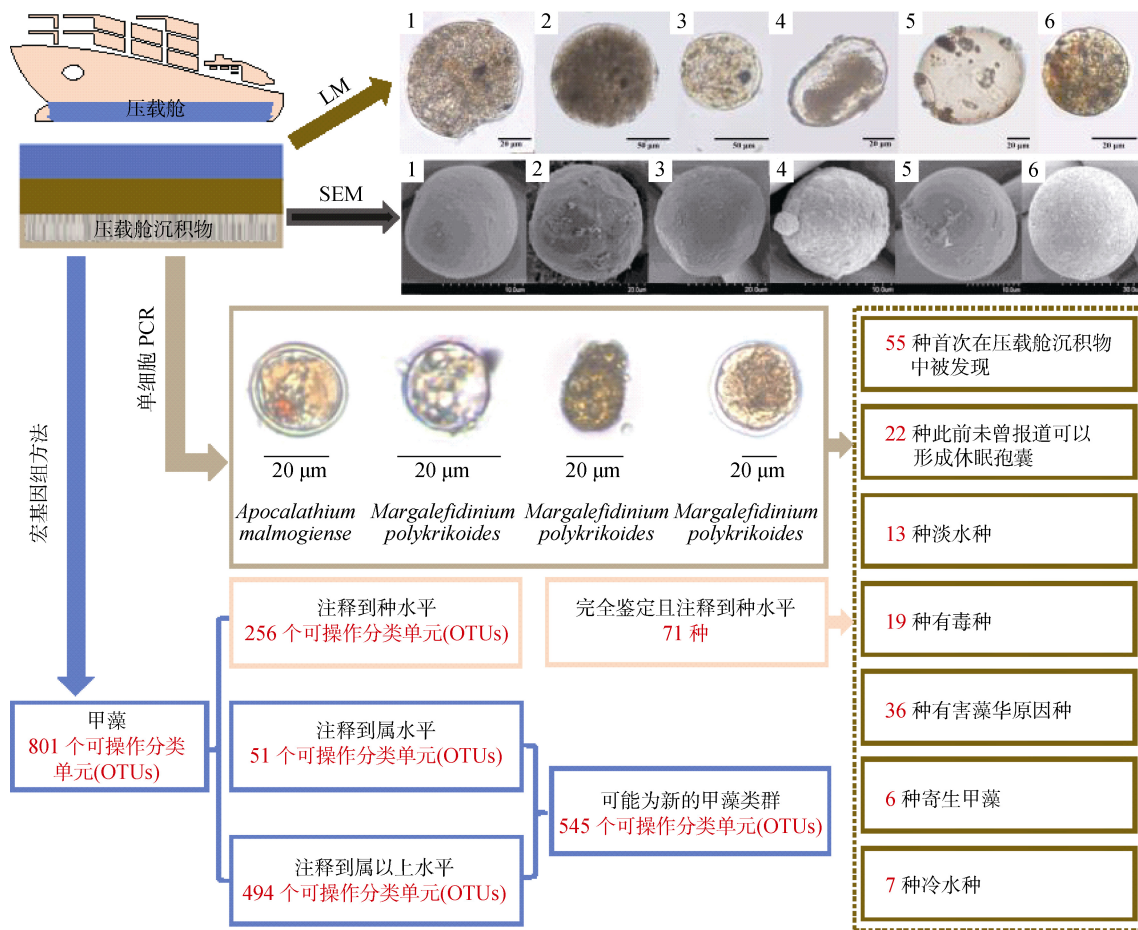 压载舱
压载舱沉积物
LM
SEM
1 2 3 4 5 6
20 μm 50 μm 50 μm 20 μm 20 μm 20 μm
1 2 3 4 5 6
10.0um 20.0um 20.0um 10.0um 30.0um
宏基因组方法
单细胞 PCR
20 μm 20 μm 20 μm 20 μm
Apocalathium Margalefidinium Margalefidinium Margalefidinium
malmogiense polykrikoides polykrikoides polykrikoides
注释到种水平
256 个可操作分类单元(OTUs)
完全鉴定且注释到种水平
71 种
甲藻
801 个可操作分类
单元(OTUs)
注释到属水平
51 个可操作分类单元(OTUs)
注释到属以上水平
494 个可操作分类单元(OTUs)
可能为新的甲藻类群
545 个可操作分类单元(OTUs)
55 种首次在压载舱沉积物
中被发现
22 种此前未曾报道可以
形成休眠孢囊
13 种淡水种
19 种有毒种
36 种有害藻华原因种
6 种寄生甲藻
7 种冷水种